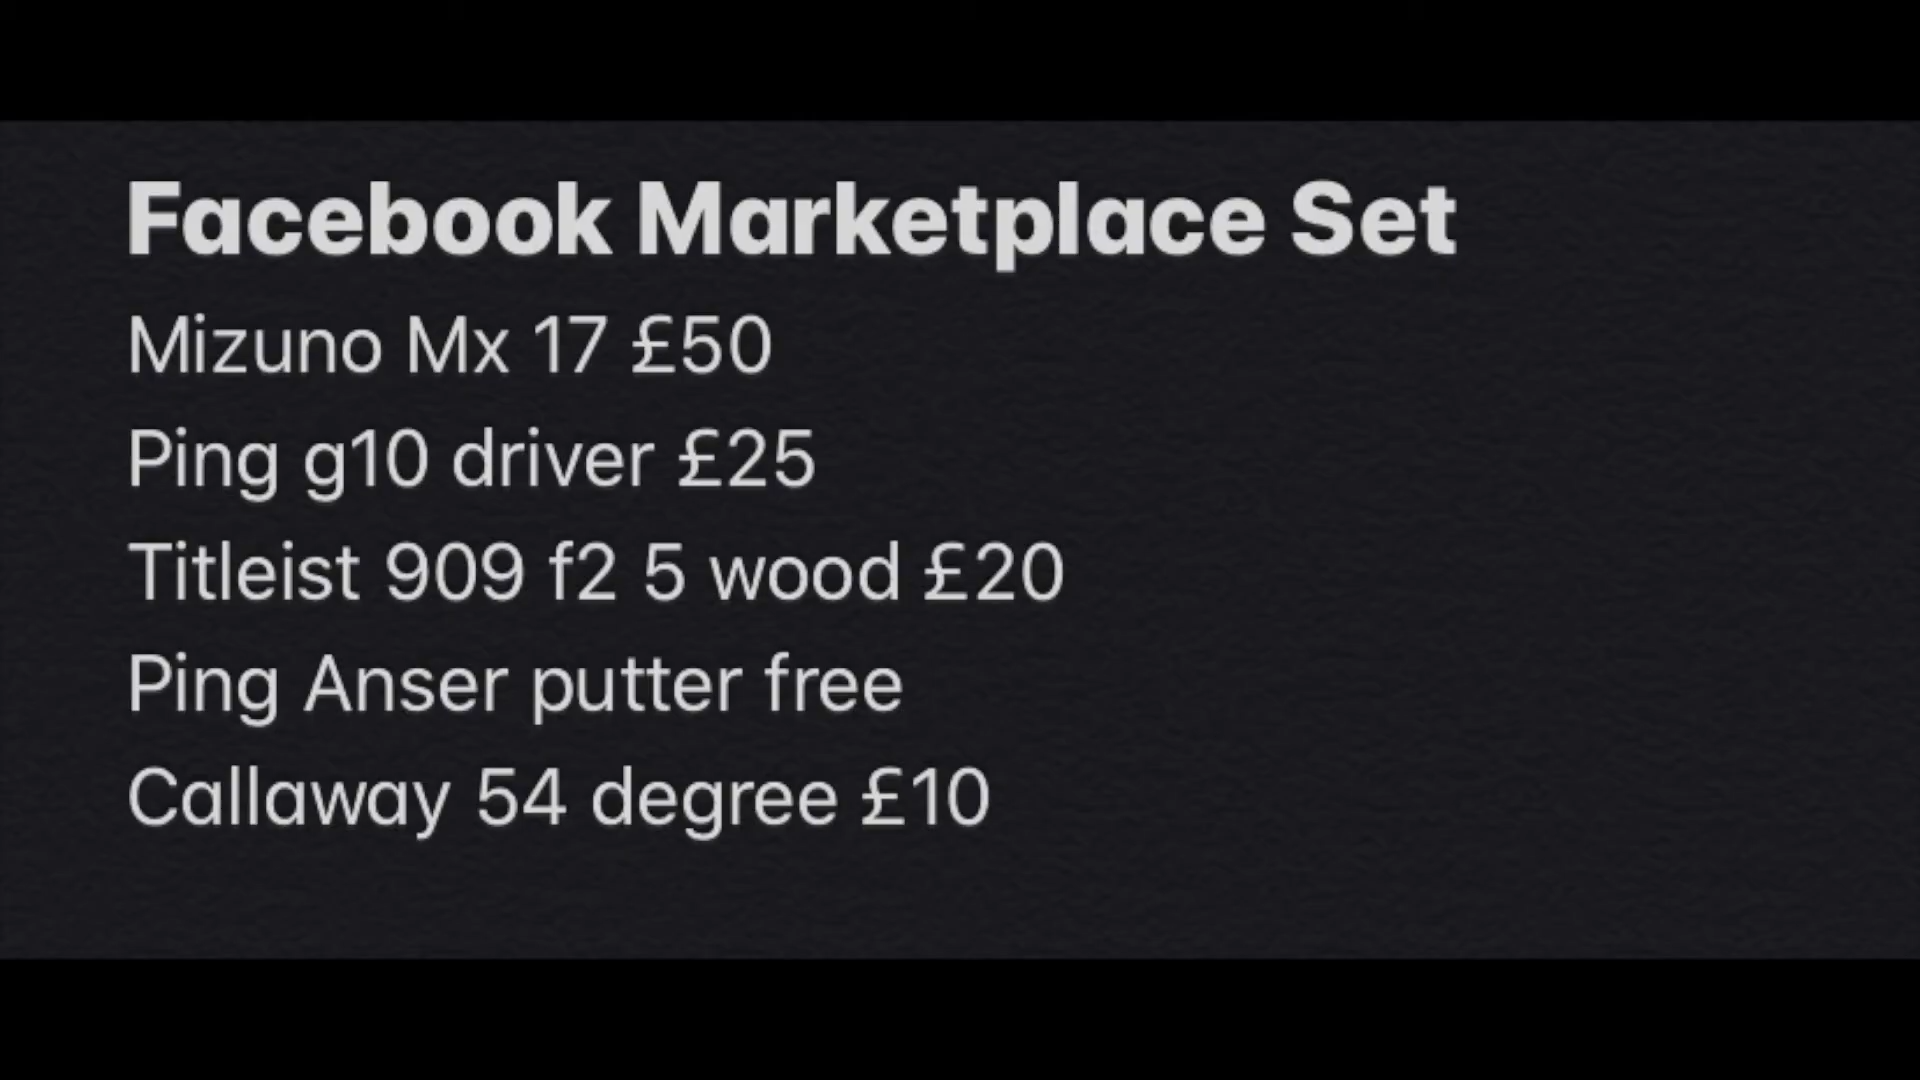 Facebook Marketplace Set
Mizuno Mx 17 £50
Ping g10 driver £25
Titleist 909 f2 5 wood £20
Ping Anser putter free
Callaway 54 degree £10